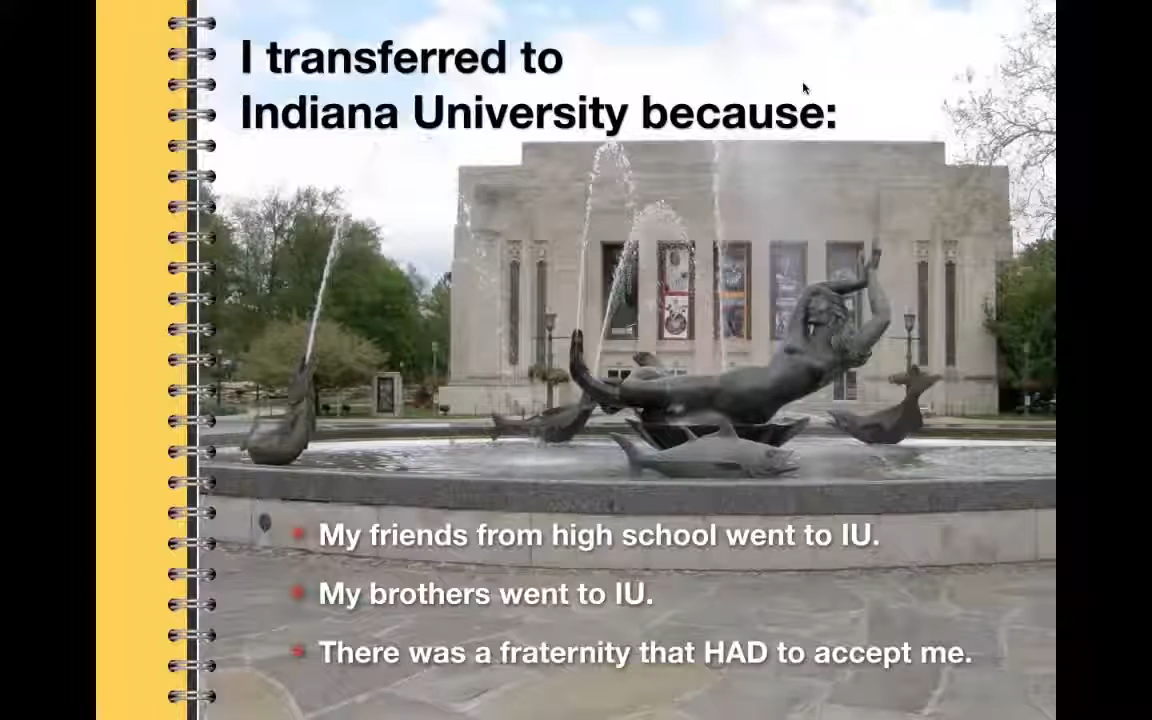 I transferred to
Indiana University because:
My friends from high school went to IU.
My brothers went to IU.
There was a fraternity that HAD to accept me.